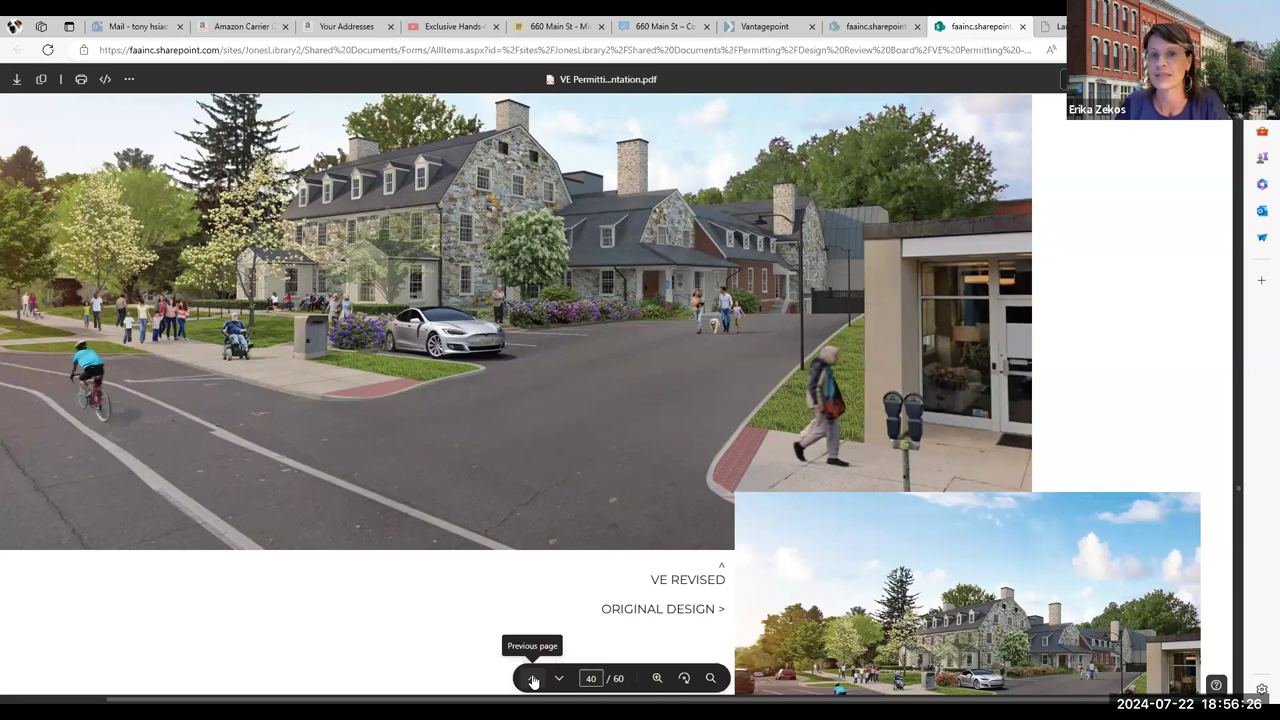 Mail - tony hsiao
Amazon Carrier C
Your Addresses
Exclusive Hands-
660 Main St - Mi
660 Main St – Co
Vantagepoint
faainc.sharepoint
faainc.sharepoint
https://faainc.sharepoint.com/sites/JonesLibrary2/Shared%20Documents/Forms/AllItems.aspx?id=%2Fsites%2FJonesLibrary2%2FShared%20Documents%2FPermitting%2FDesign%20Review%20Board%2FVE%20Permitting%20-...
VE Permitti...ntation.pdf
Erika Zekos
^
VE REVISED
ORIGINAL DESIGN >
Previous page
40 / 60
2024-07-22 18:56:26